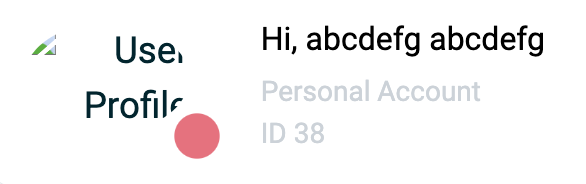 User
Profile
Hi, abcdefg abcdefg
Personal Account
ID 38